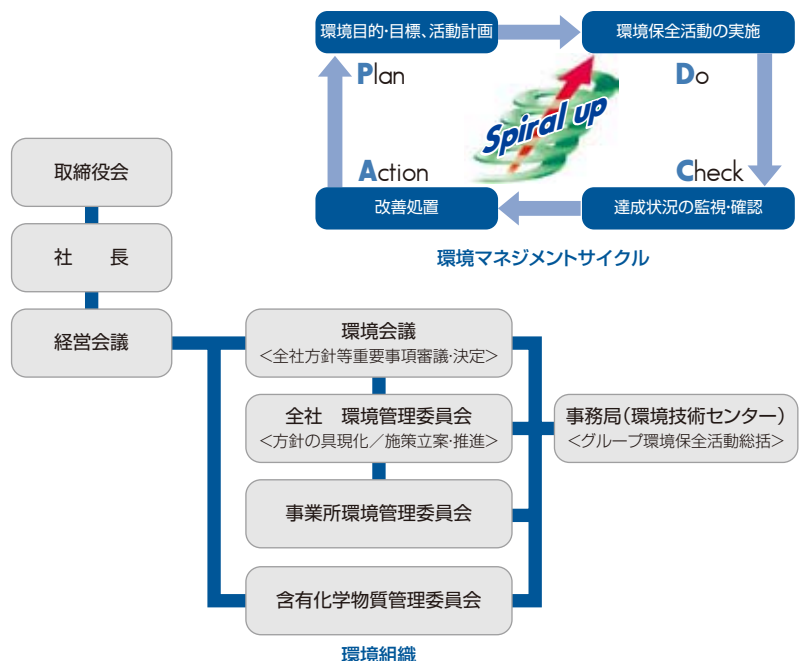 環境目的・目標、活動計画
環境保全活動の実施
Plan
Do
Spiral up
Action
Check
改善処置
達成状況の監視・確認
環境マネジメントサイクル
取締役会
社　長
経営会議
環境会議
<全社方針等重要事項審議・決定>
全社　環境管理委員会
<方針の具現化／施策立案・推進>
事務局（環境技術センター）
<グループ環境保全活動総括>
事業所環境管理委員会
含有化学物質管理委員会
環境組織